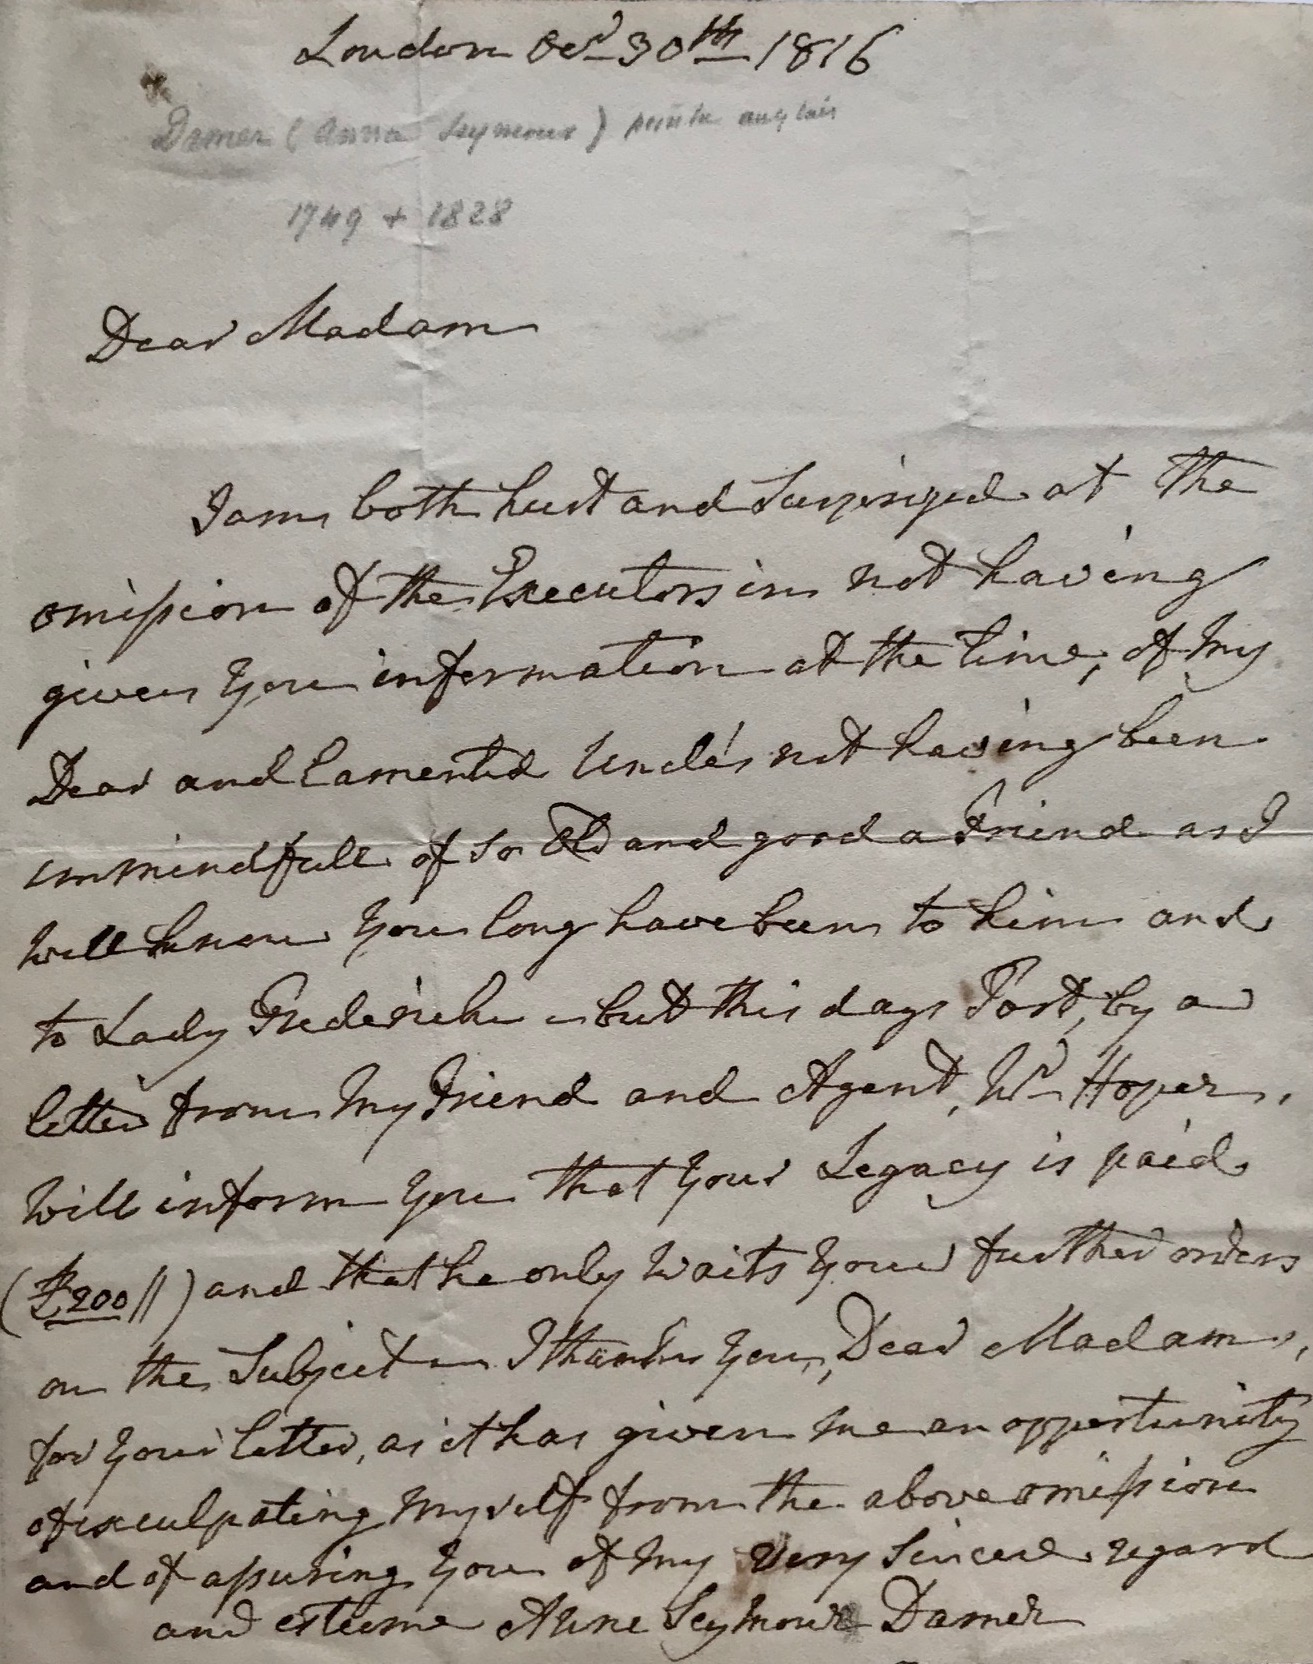 London Oct 30th 1816
Damer (Anna Seymour) peintre anglais
1749 + 1828
Dear Madam
I am both hurt and Surprized at the
omission of the Executors in not having
given You information at the time, of My
Dear and lamented Uncle's not having been
unmindfull of so Old and good a Friend as I
well know You long have been to him and
to Lady Frederick – but this days Post, by a
letter from My Friend and Agent, Mr Hoper,
will inform you that Your Legacy is paid
(£200//) and that he only waits Your further orders
on the Subject – I thank You, Dear Madam,
for Your letter, as it has given me an opportunity
of exculpating Myself from the above omission
and of assuring You of My very Sincere regard
and esteeme Anne Seymour Damer